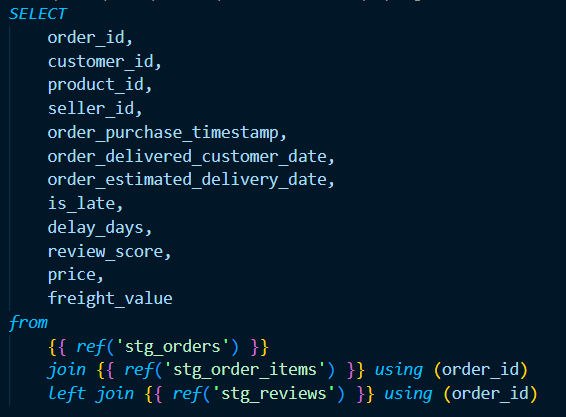 SELECT
    order_id,
    customer_id,
    product_id,
    seller_id,
    order_purchase_timestamp,
    order_delivered_customer_date,
    order_estimated_delivery_date,
    is_late,
    delay_days,
    review_score,
    price,
    freight_value
from
    {{ ref('stg_orders') }}
    join {{ ref('stg_order_items') }} using (order_id)
    left join {{ ref('stg_reviews') }} using (order_id)